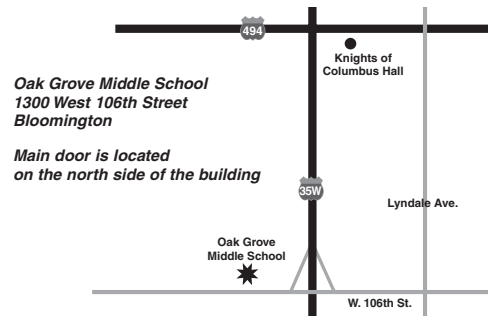 494
Knights of
Columbus Hall
Oak Grove Middle School
1300 West 106th Street
Bloomington
Main door is located
on the north side of the building
35W
Lyndale Ave.
Oak Grove
Middle School
W. 106th St.